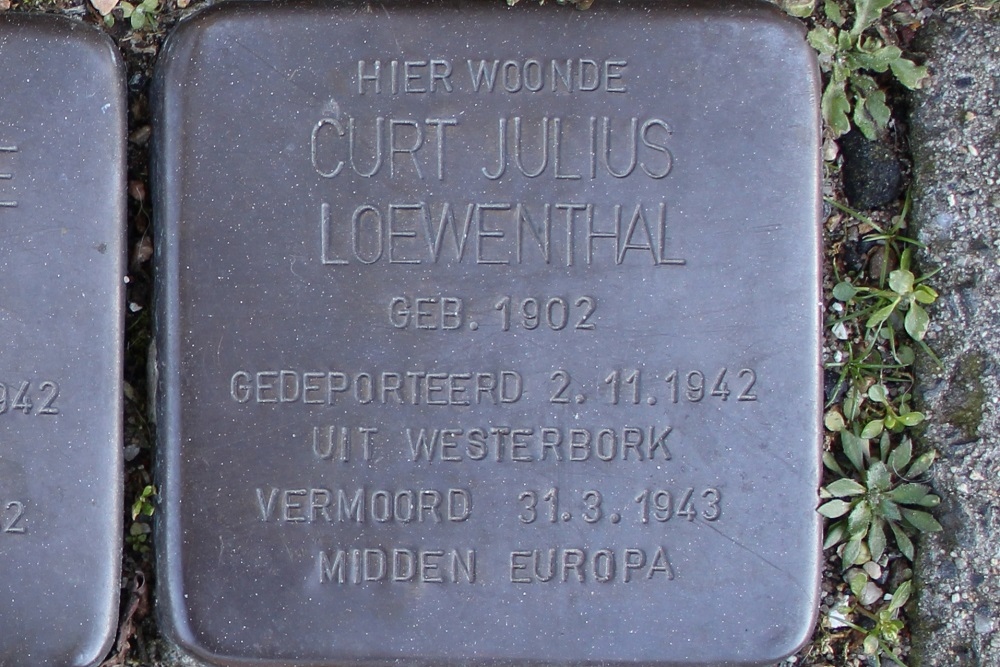 HIER WOONDE
CURT JULIUS
LOEWENTHAL
GEB. 1902
GEDEPORTEERD 2.11.1942
UIT WESTERBORK
VERMOORD 31.3.1943
MIDDEN EUROPA